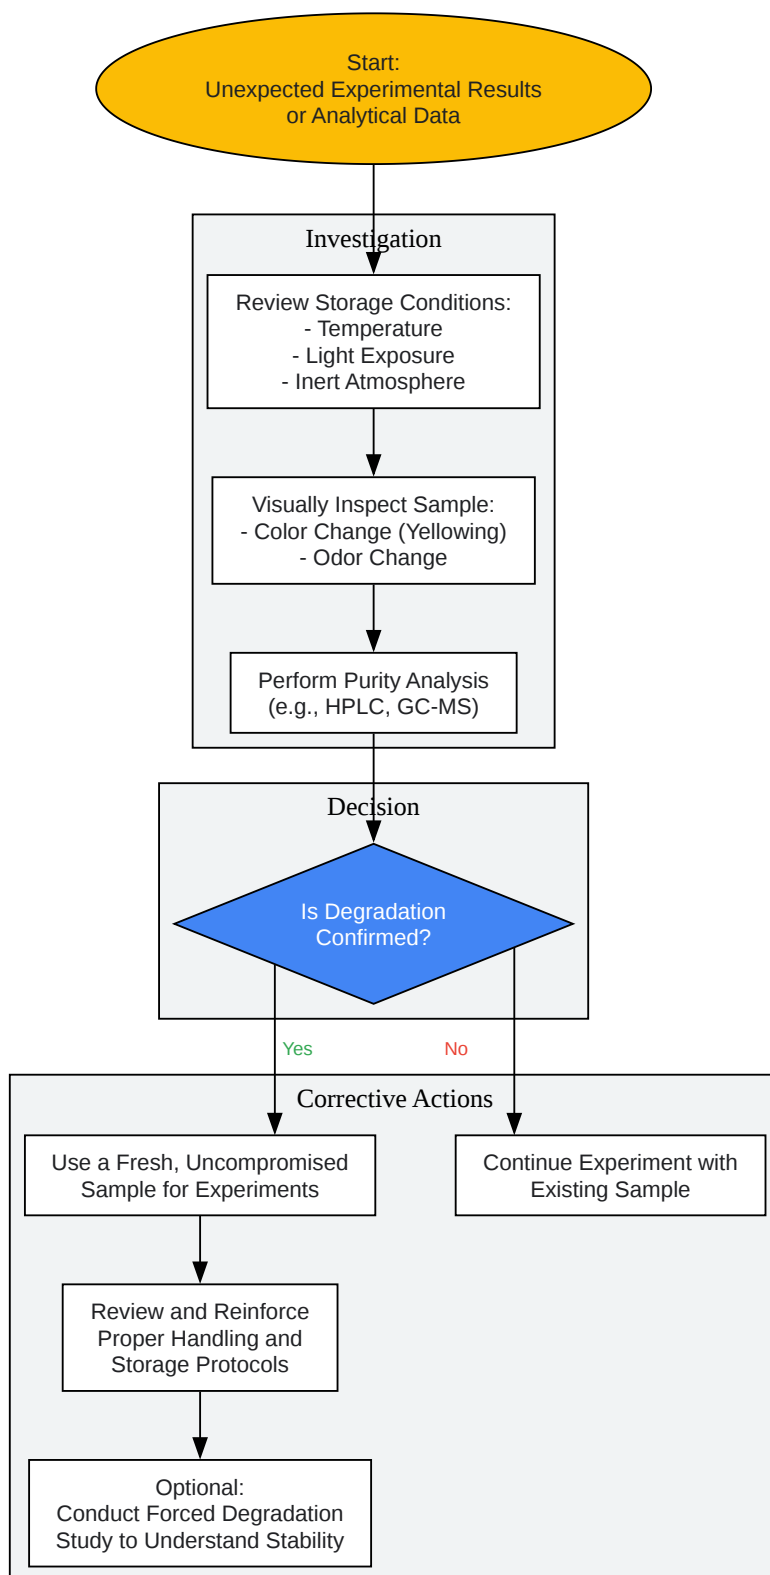 Start:
Unexpected Experimental Results
or Analytical Data
Investigation
Review Storage Conditions:
- Temperature
- Light Exposure
- Inert Atmosphere
Visually Inspect Sample:
- Color Change (Yellowing)
- Odor Change
Perform Purity Analysis
(e.g., HPLC, GC-MS)
Decision
Is Degradation
Confirmed?
Yes
No
Corrective Actions
Use a Fresh, Uncompromised
Sample for Experiments
Continue Experiment with
Existing Sample
Review and Reinforce
Proper Handling and
Storage Protocols
Optional:
Conduct Forced Degradation
Study to Understand Stability